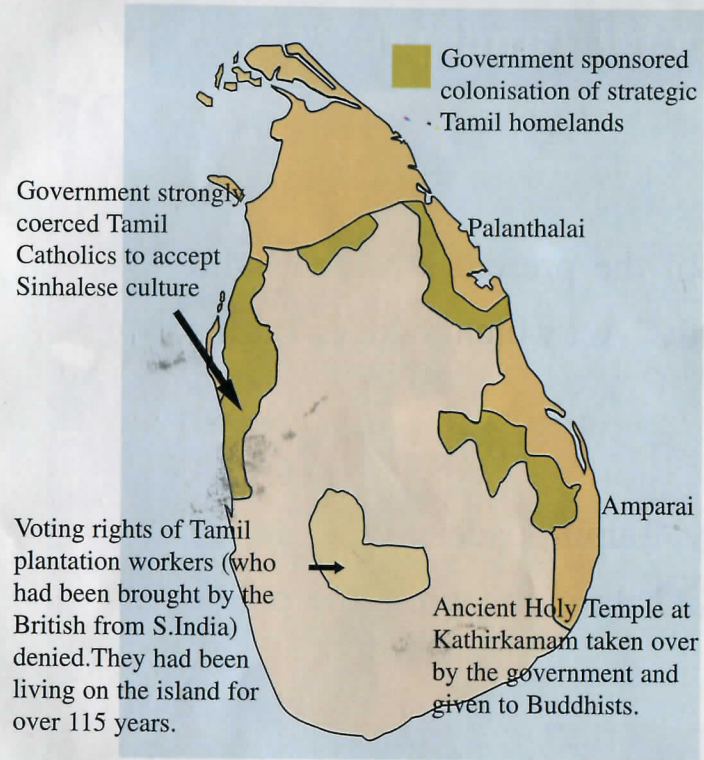 Government sponsored
colonisation of strategic
Tamil homelands
Government strongly
coerced Tamil
Catholics to accept
Sinhalese culture
Palanthalai
Amparai
Voting rights of Tamil
plantation workers (who
had been brought by the
British from S.India)
denied.They had been
living on the island for
over 115 years.
Ancient Holy Temple at
Kathirkamam taken over
by the government and
given to Buddhists.